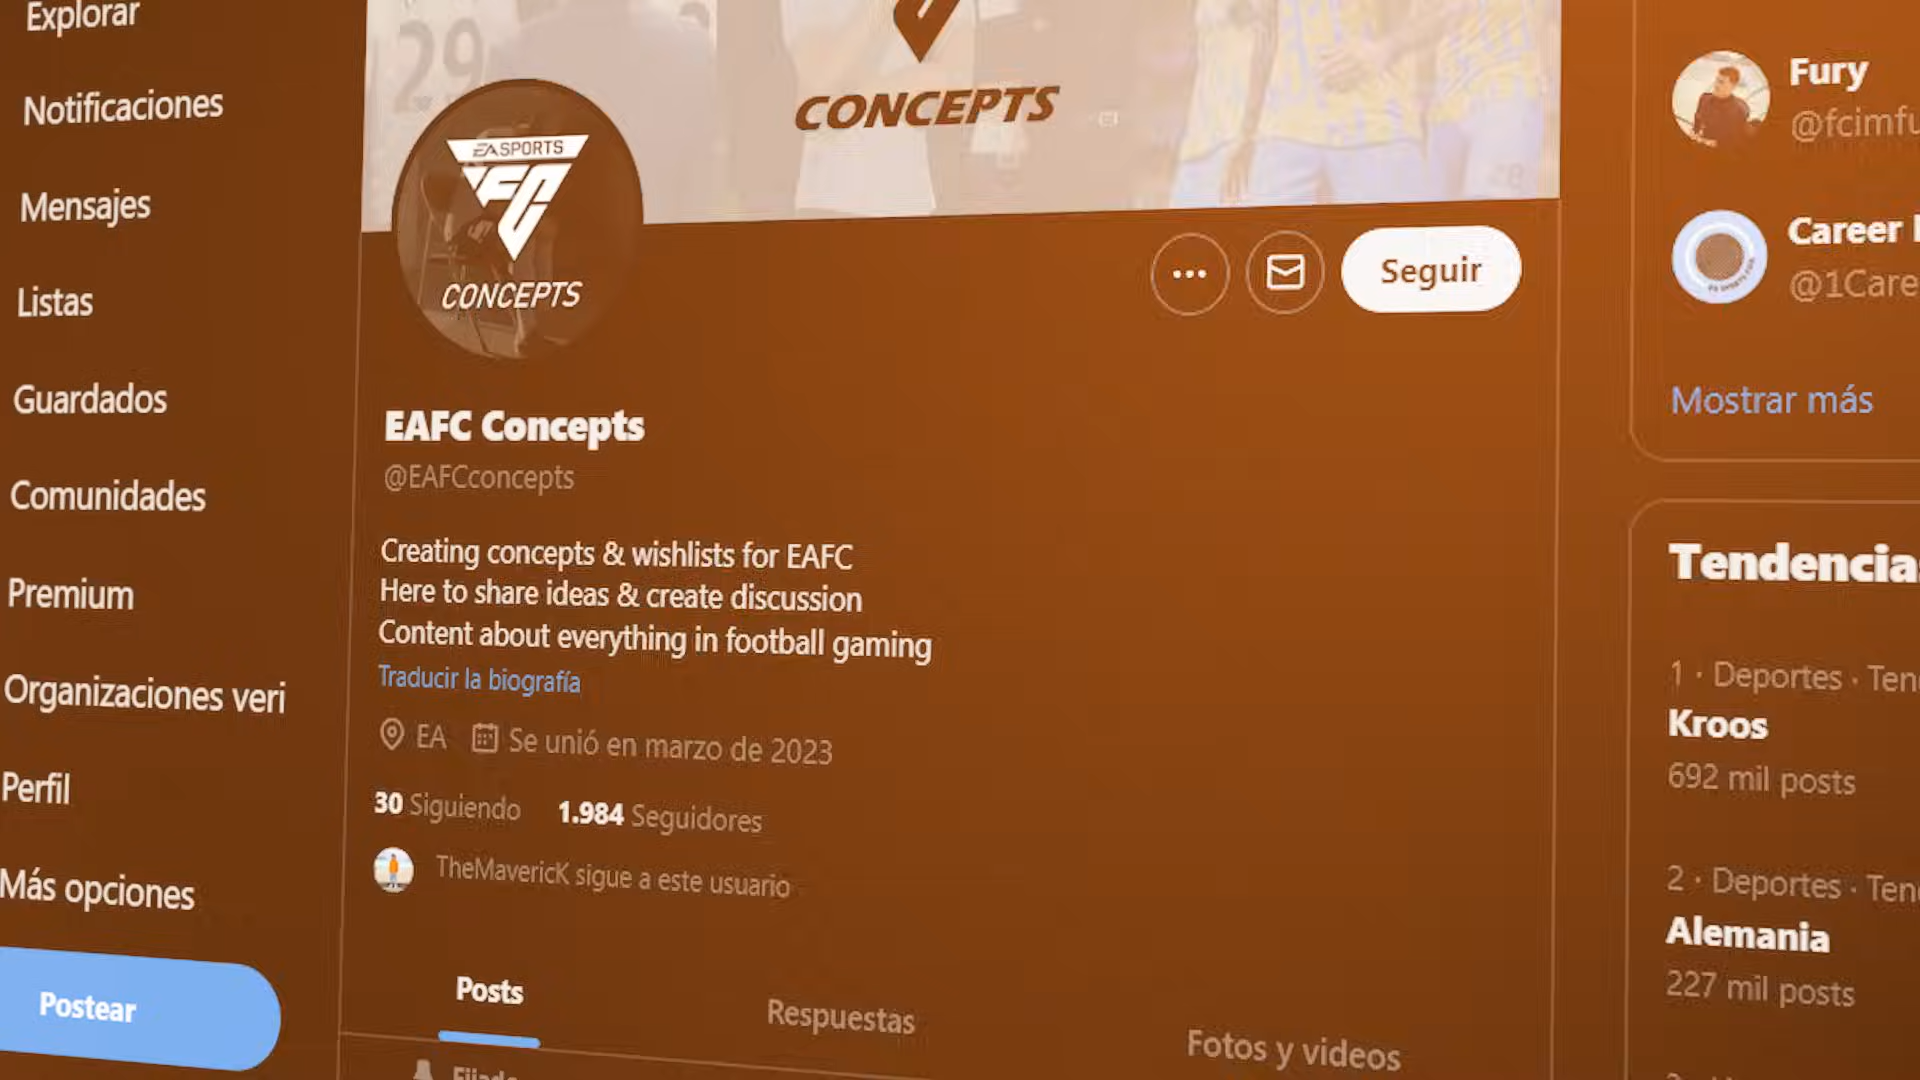 Explorar
Notificaciones
Mensajes
Listas
Guardados
Comunidades
Premium
Organizaciones veri
Perfil
Más opciones
Postear
29
CONCEPTS
EA SPORTS
FC
CONCEPTS
Seguir
EAFC Concepts
@EAFCconcepts
Creating concepts & wishlists for EAFC
Here to share ideas & create discussion
Content about everything in football gaming
Traducir la biografía
EA Se unió en marzo de 2023
30 Siguiendo 1.984 Seguidores
TheMavericK sigue a este usuario
Posts Respuestas Fotos y videos
Fury
@fcimfu
Career
@1Care
Mostrar más
Tendencias
1 · Deportes · Ten
Kroos
692 mil posts
2 · Deportes · Ten
Alemania
227 mil posts